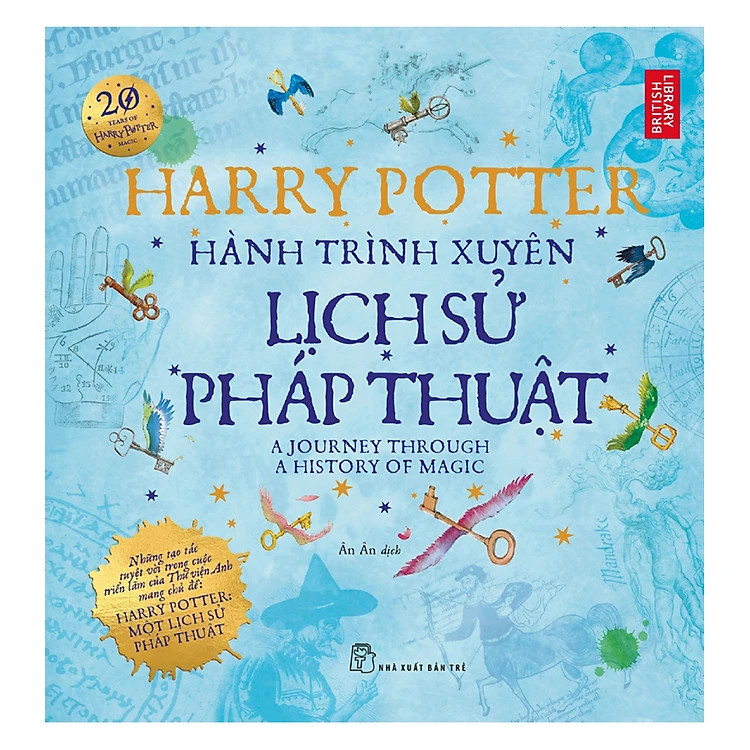 20
YEARS OF
HARRY POTTER
MAGIC
BRITISH
LIBRARY
HARRY POTTER
HÀNH TRÌNH XUYÊN
LỊCH SỬ
PHÁP THUẬT
A JOURNEY THROUGH
A HISTORY OF MAGIC
Ân Ân dịch
Những tạo tác
tuyệt vời trong cuộc
triển lãm của Thư viện Anh
mang chủ đề:
HARRY POTTER:
MỘT LỊCH SỬ
PHÁP THUẬT
Mandrake
NHÀ XUẤT BẢN TRẺ